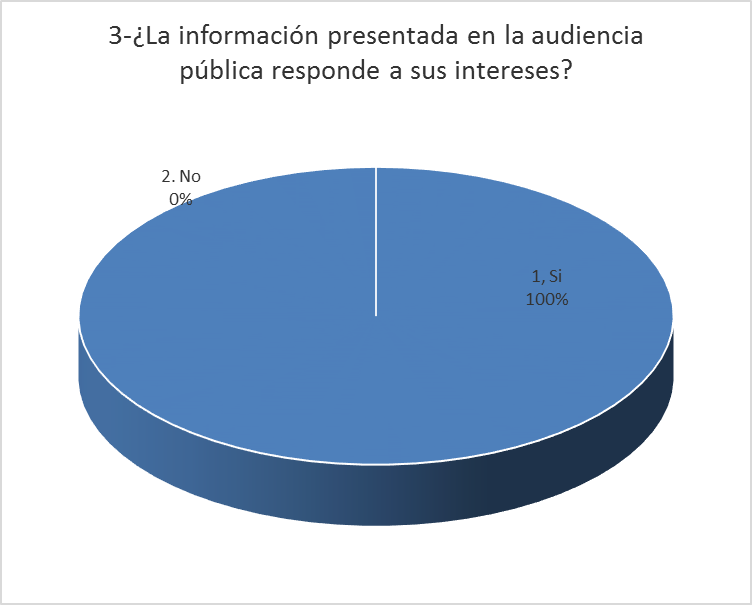 3-¿La información presentada en la audiencia
pública responde a sus intereses?
2. No
0%
1, Si
100%